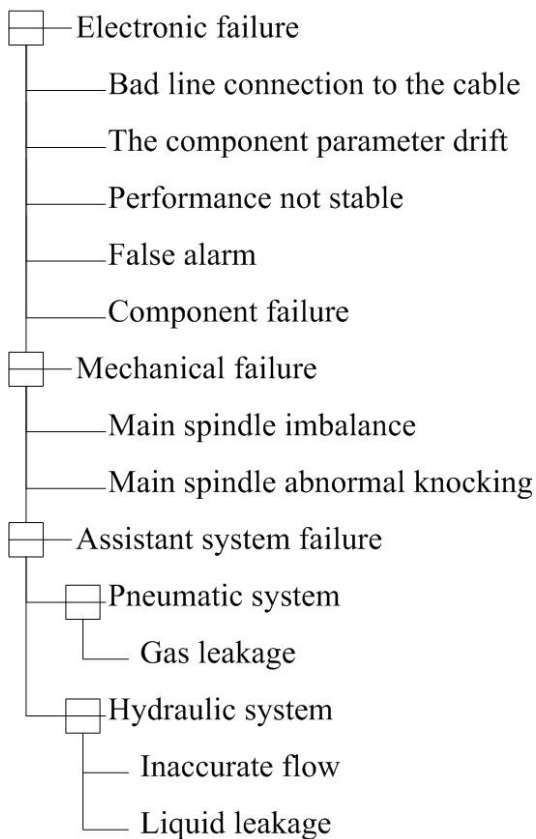 Electronic failure
Bad line connection to the cable
The component parameter drift
Performance not stable
False alarm
Component failure
Mechanical failure
Main spindle imbalance
Main spindle abnormal knocking
Assistant system failure
Pneumatic system
Gas leakage
Hydraulic system
Inaccurate flow
Liquid leakage